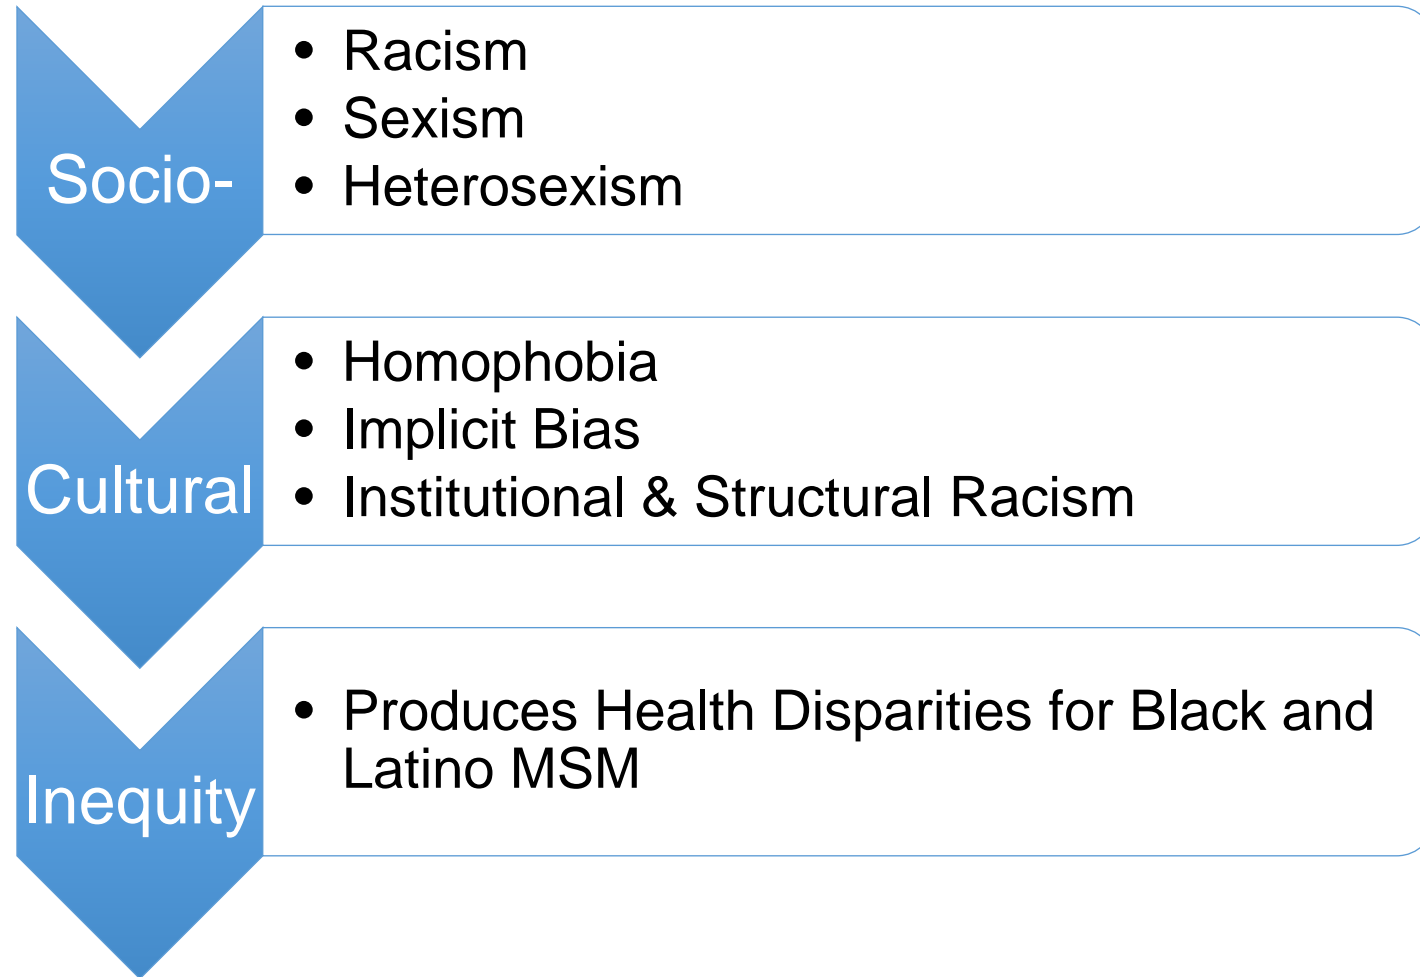 Socio-
• Racism
• Sexism
• Heterosexism
Cultural
• Homophobia
• Implicit Bias
• Institutional & Structural Racism
Inequity
• Produces Health Disparities for Black and
Latino MSM